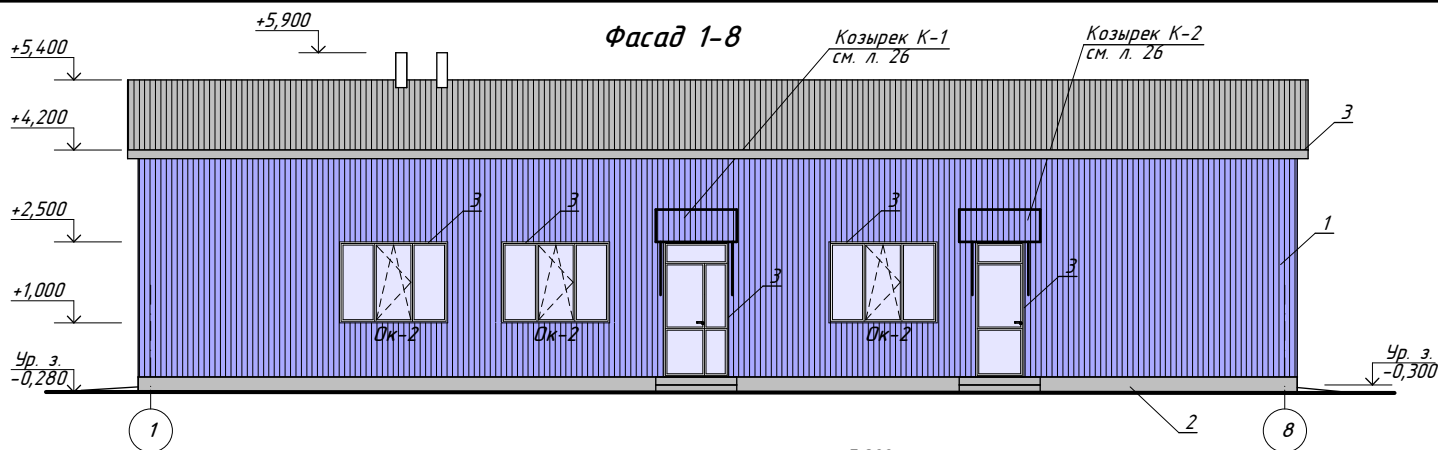 +5,900
Фасад 1-8
Козырек К-1
см. л. 26
Козырек К-2
см. л. 26
+5,400
+4,200
3
+2,500
3
3
3
1
3
3
+1,000
Ок-2
Ок-2
Ок-2
Ур. з.
-0,280
Ур. з.
-0,300
2
1
8